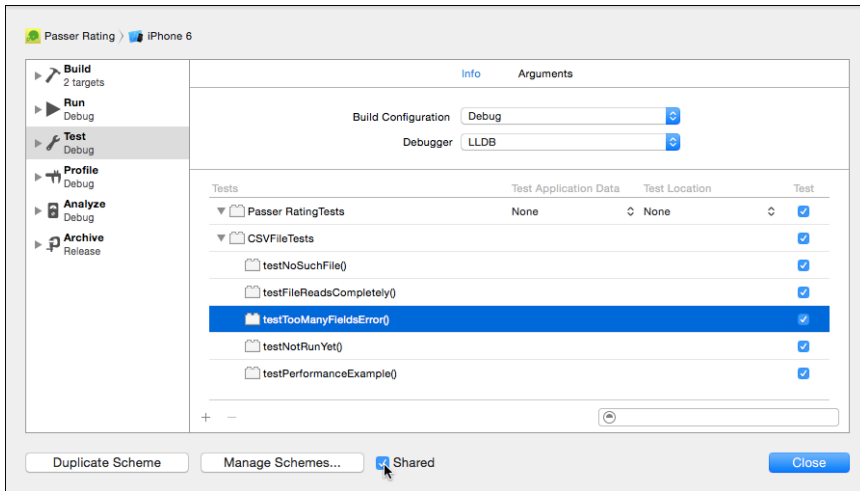 Passer Rating iPhone 6
Build
2 targets
Run
Debug
Test
Debug
Profile
Debug
Analyze
Debug
Archive
Release
Info Arguments
Build Configuration Debug
Debugger LLDB
Tests Test Application Data Test Location Test
Passer RatingTests None None
CSVFileTests
testNoSuchFile()
testFileReadsCompletely()
testTooManyFieldsError()
testNotRunYet()
testPerformanceExample()
Duplicate Scheme Manage Schemes... Shared Close